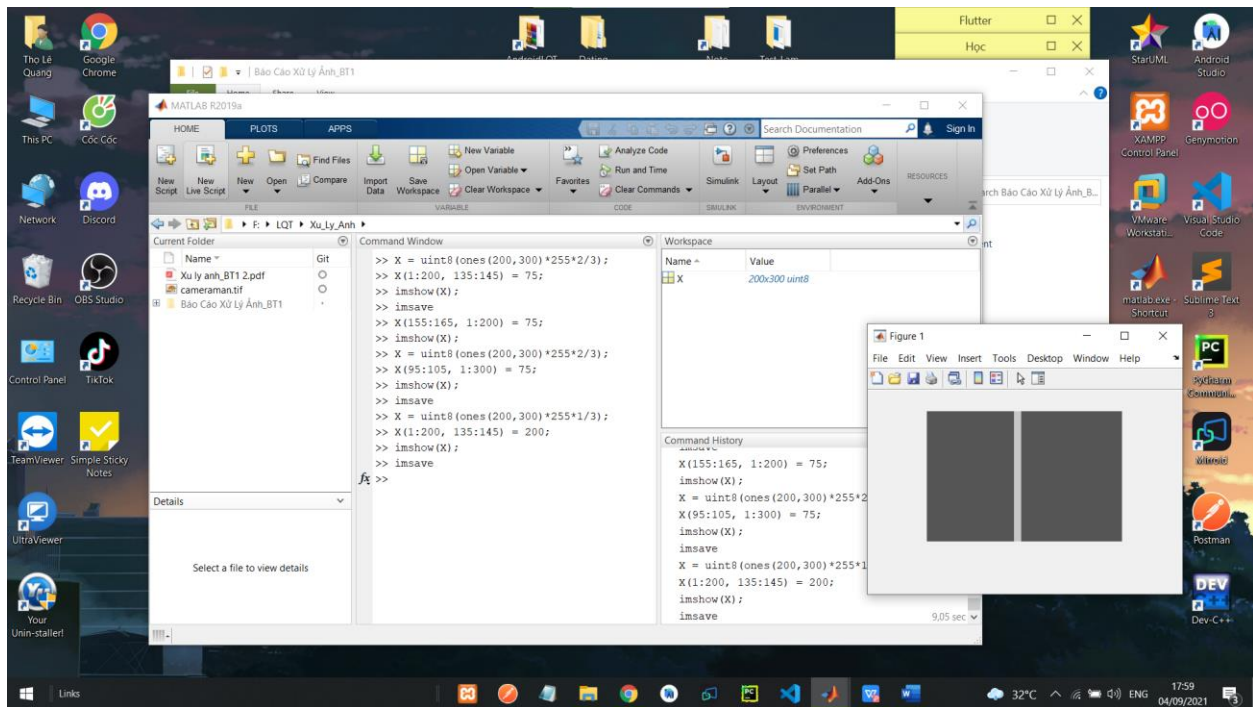 Thọ Lê Quang
Google Chrome
This PC
Cốc Cốc
Network
Discord
Recycle Bin
OBS Studio
Control Panel
TikTok
TeamViewer
Simple Sticky Notes
UltraViewer
Your Unin-staller!
Flutter
Học
StarUML
Android Studio
XAMPP Control Panel
Genymotion
VMware Workstati...
Visual Studio Code
matlab.exe - Shortcut
Sublime Text 3
Postman
Dev-C++
Báo Cáo Xử Lý Ảnh_BT1
MATLAB R2019a
HOME PLOTS APPS
Search Documentation
Sign In
New Script
New Live Script
New
Open
Find Files
Compare
Import Data
Save Workspace
New Variable
Open Variable
Clear Workspace
Favorites
Analyze Code
Run and Time
Clear Commands
Simulink
Layout
Preferences
Set Path
Parallel
Add-Ons
RESOURCES
FILE VARIABLE CODE SIMULINK ENVIRONMENT
F: LQT Xu_Ly_Anh
Current Folder
Name Git
Xu ly anh_BT1 2.pdf
cameraman.tif
Báo Cáo Xử Lý Ảnh_BT1
Details
Select a file to view details
Command Window
>> X = uint8(ones(200,300)*255*2/3);
>> X(1:200, 135:145) = 75;
>> imshow(X);
>> imsave
>> X(155:165, 1:200) = 75;
>> imshow(X);
>> X = uint8(ones(200,300)*255*2/3);
>> X(95:105, 1:300) = 75;
>> imshow(X);
>> imsave
>> X = uint8(ones(200,300)*255*1/3);
>> X(1:200, 135:145) = 200;
>> imshow(X);
>> imsave
fx >>
Workspace
Name Value
X 200x300 uint8
Command History
imsave
X(155:165, 1:200) = 75;
imshow(X);
X = uint8(ones(200,300)*255*2
X(95:105, 1:300) = 75;
imshow(X);
imsave
X = uint8(ones(200,300)*255*1
X(1:200, 135:145) = 200;
imshow(X);
imsave
9,05 sec
Figure 1
File Edit View Insert Tools Desktop Window Help
Links
32°C
ENG
17:59
04/09/2021